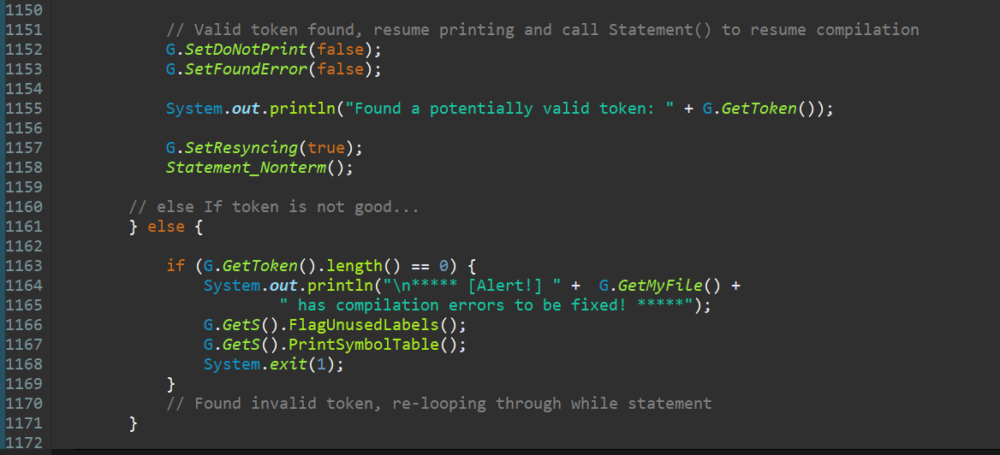 1150
1151 // Valid token found, resume printing and call Statement() to resume compilation
1152 G.SetDoNotPrint(false);
1153 G.SetFoundError(false);
1154
1155 System.out.println("Found a potentially valid token: " + G.GetToken());
1156
1157 G.SetResyncing(true);
1158 Statement_Nonterm();
1159
1160 // else If token is not good...
1161 } else {
1162
1163 if (G.GetToken().length() == 0) {
1164 System.out.println("\n***** [Alert!] " +  G.GetMyFile() +
1165 " has compilation errors to be fixed! *****");
1166 G.GetS().FlagUnusedLabels();
1167 G.GetS().PrintSymbolTable();
1168 System.exit(1);
1169 }
1170 // Found invalid token, re-looping through while statement
1171 }
1172